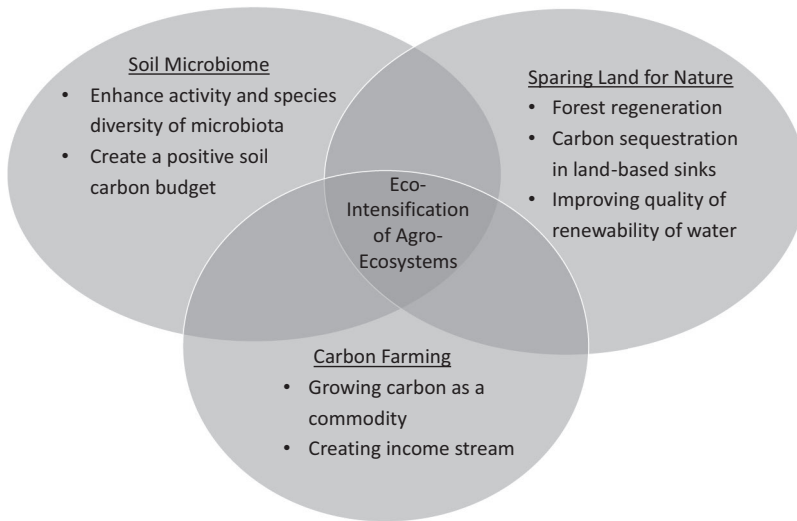 Soil Microbiome
• Enhance activity and species
diversity of microbiota
• Create a positive soil
carbon budget
Sparing Land for Nature
• Forest regeneration
• Carbon sequestration
in land-based sinks
• Improving quality of
renewability of water
Eco-
Intensification
of Agro-
Ecosystems
Carbon Farming
• Growing carbon as a
commodity
• Creating income stream